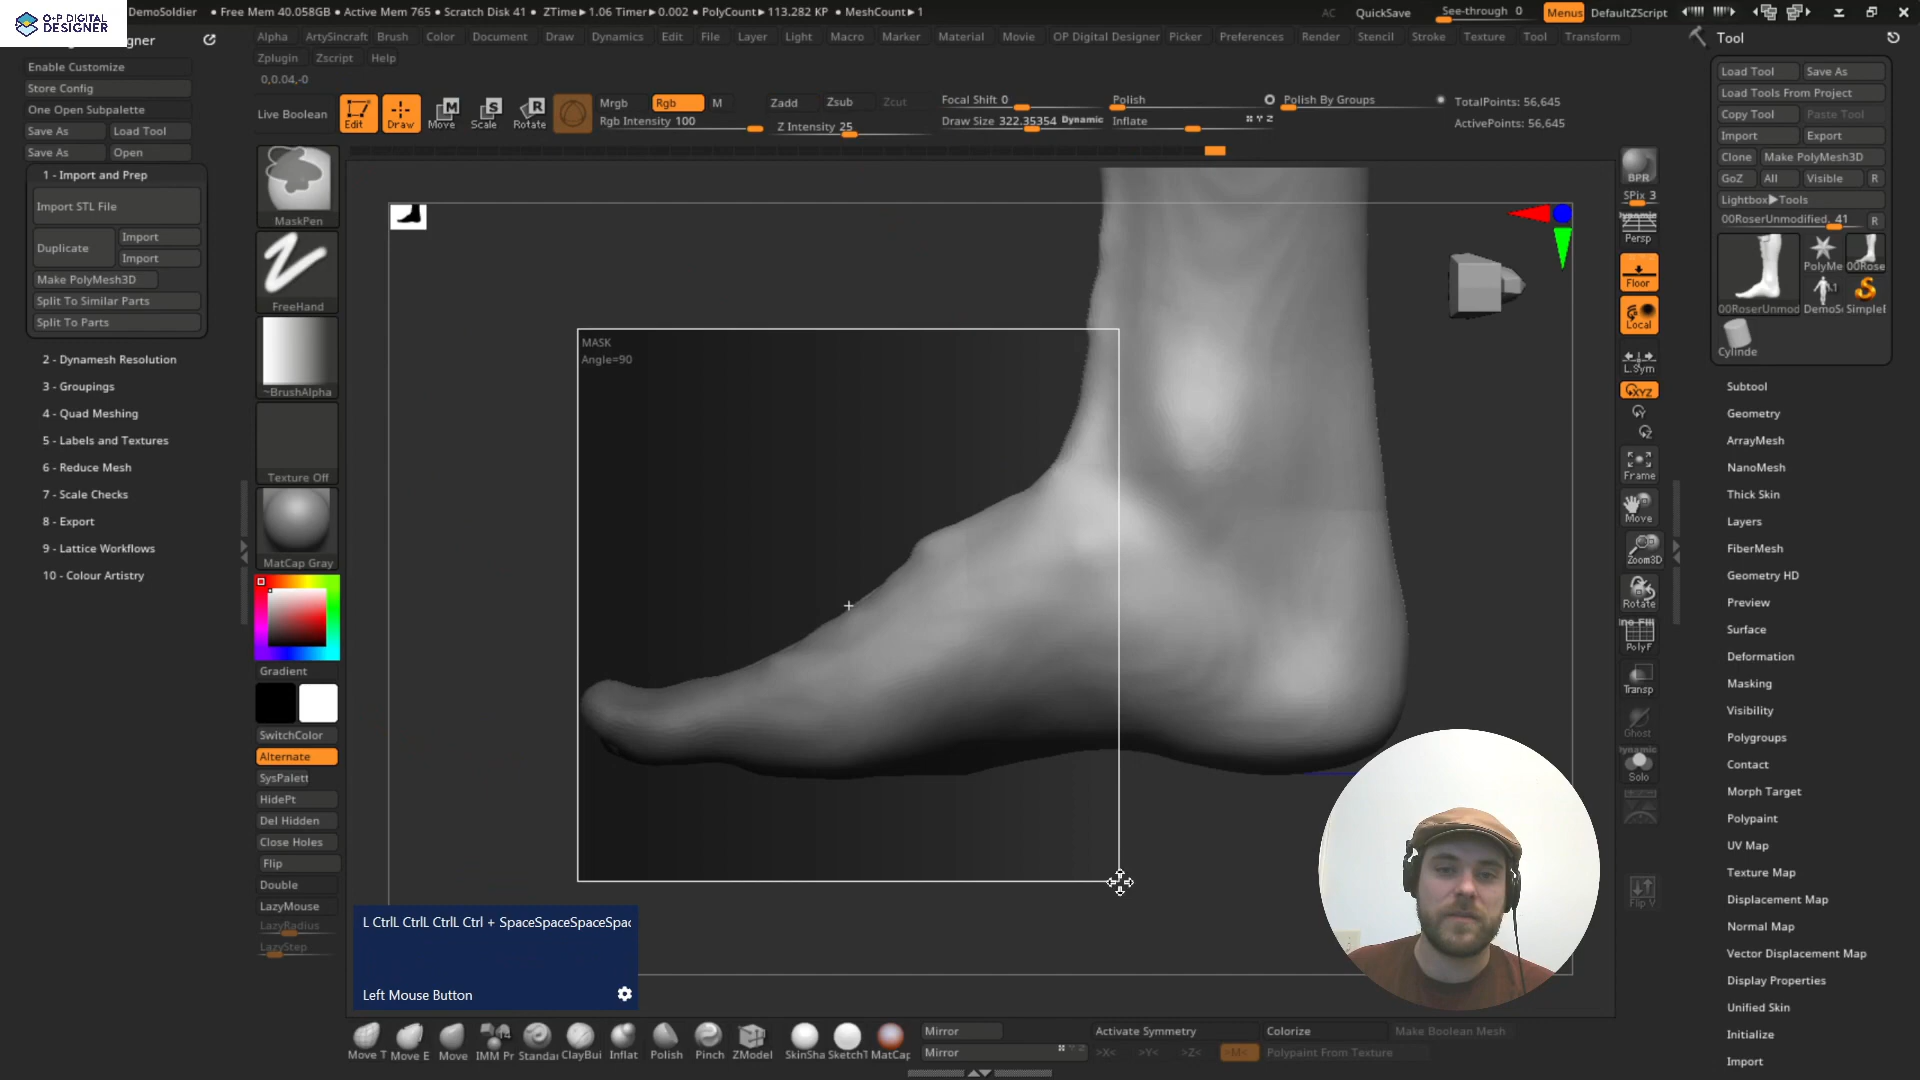 O+P DIGITAL
DESIGNER
DemoSoldier
• Free Mem 40.058GB • Active Mem 765 • Scratch Disk 41 • ZTime▶1.06 Timer▶0.002 • PolyCount▶113.282 KP • MeshCount▶1
AC
QuickSave
See-through 0
Menus
DefaultZScript
Alpha
ArtySincraft
Brush
Color
Document
Draw
Dynamics
Edit
File
Layer
Light
Macro
Marker
Material
Movie
OP Digital Designer
Picker
Preferences
Render
Stencil
Stroke
Texture
Tool
Transform
Zplugin
Zscript
Help
0,0.04,-0
Enable Customize
Store Config
One Open Subpalette
Save As
Load Tool
Save As
Open
1 - Import and Prep
Import STL File
Duplicate
Import
Import
Make PolyMesh3D
Split To Similar Parts
Split To Parts
2 - Dynamesh Resolution
3 - Groupings
4 - Quad Meshing
5 - Labels and Textures
6 - Reduce Mesh
7 - Scale Checks
8 - Export
9 - Lattice Workflows
10 - Colour Artistry
Live Boolean
Edit
Draw
Move
Scale
Rotate
Mrgb
Rgb
M
Rgb Intensity 100
Zadd
Zsub
Zcut
Z Intensity 25
Focal Shift 0
Draw Size 322.35354
Dynamic
Polish
Inflate
Polish By Groups
TotalPoints: 56,645
ActivePoints: 56,645
MaskPen
FreeHand
~BrushAlpha
Texture Off
MatCap Gray
Gradient
SwitchColor
Alternate
SysPalett
HidePt
Del Hidden
Close Holes
Flip
Double
LazyMouse
LazyRadius
LazyStep
MASK
Angle=90
L CtrlL CtrlL CtrlL Ctrl + SpaceSpaceSpaceSpac
Left Mouse Button
BPR
SPix 3
Dynamic
Persp
Floor
Local
L.Sym
XYZ
Frame
Move
Zoom3D
Rotate
PolyF
Transp
Ghost
Dynamic
Solo
Flip V
Tool
Load Tool
Save As
Load Tools From Project
Copy Tool
Paste Tool
Import
Export
Clone
Make PolyMesh3D
GoZ
All
Visible
R
Lightbox▶Tools
00RoserUnmodified. 41
R
PolyMe
00Rose
00RoserUnmod
DemoS
SimpleB
Cylinde
Subtool
Geometry
ArrayMesh
NanoMesh
Thick Skin
Layers
FiberMesh
Geometry HD
Preview
Surface
Deformation
Masking
Visibility
Polygroups
Contact
Morph Target
Polypaint
UV Map
Texture Map
Displacement Map
Normal Map
Vector Displacement Map
Display Properties
Unified Skin
Initialize
Import
Move T
Move E
Move
IMM Pr
Standa
ClayBui
Inflat
Polish
Pinch
ZModel
SkinSha
SketchT
MatCap
Mirror
Mirror
Activate Symmetry
>X<
>Y<
>Z<
>M<
Colorize
Polypaint From Texture
Make Boolean Mesh